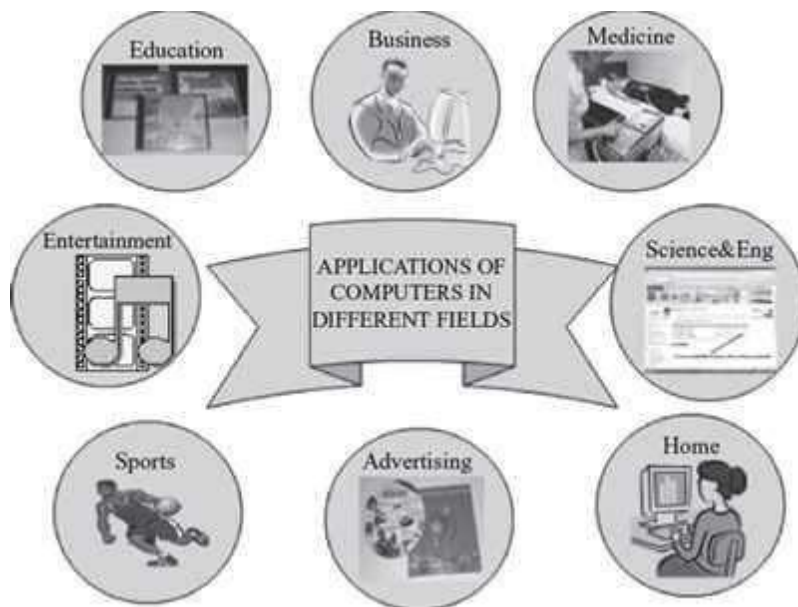 Education
Business
Medicine
Entertainment
APPLICATIONS OF
COMPUTERS IN
DIFFERENT FIELDS
Science&Eng
Sports
Advertising
Home